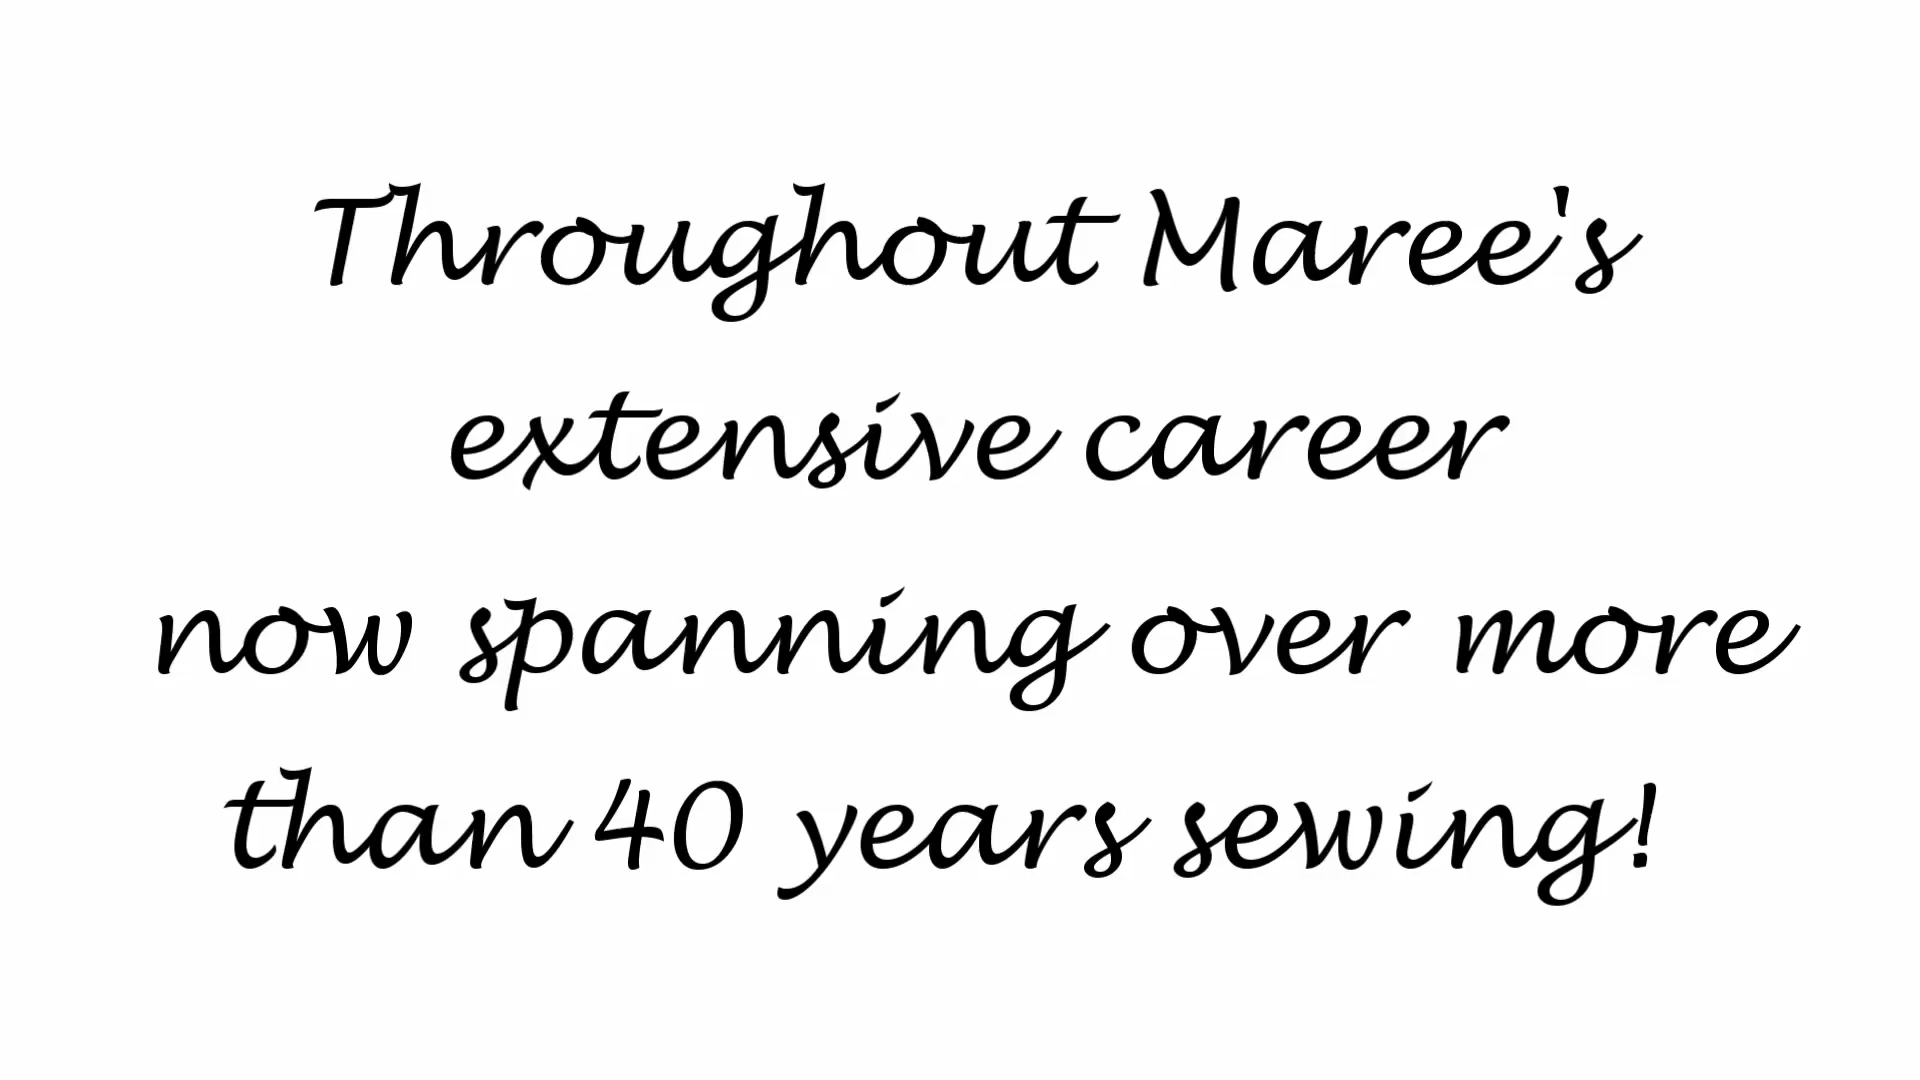 Throughout Maree's
extensive career
now spanning over more
than 40 years sewing!